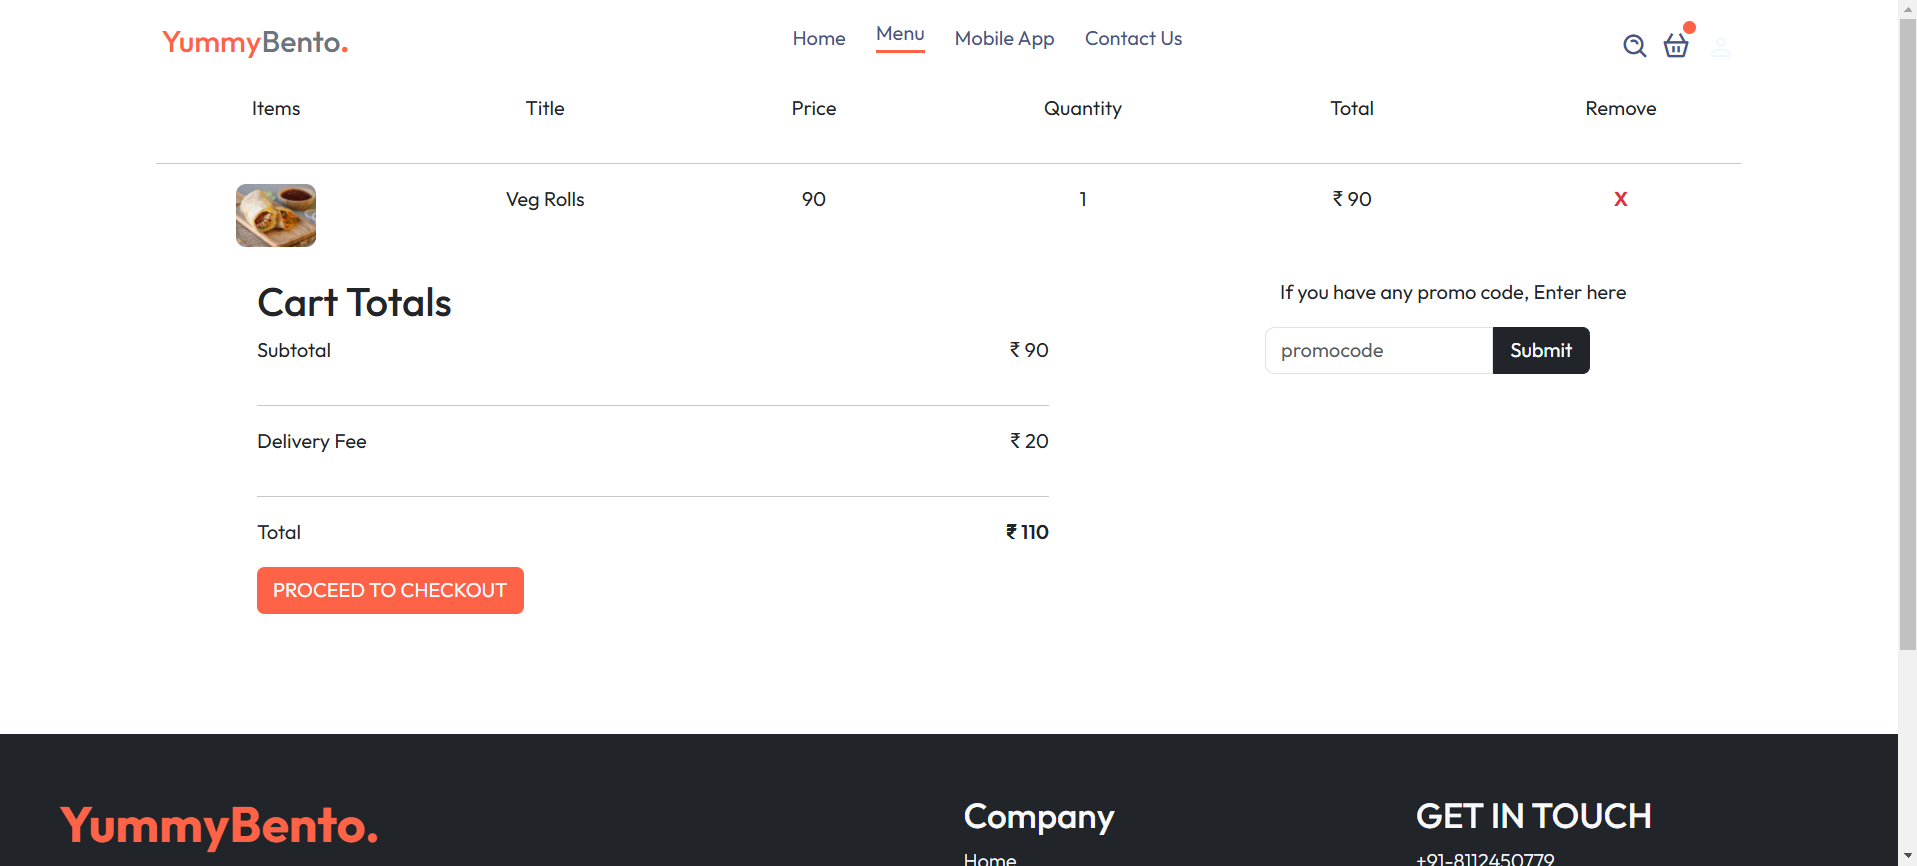 YummyBento.
Home Menu Mobile App Contact Us
Items Title Price Quantity Total Remove
Veg Rolls 90 1 ₹ 90 X
Cart Totals
If you have any promo code, Enter here
Subtotal ₹ 90
promocode Submit
Delivery Fee ₹ 20
Total ₹ 110
PROCEED TO CHECKOUT
YummyBento.
Company
GET IN TOUCH
Home
+91-8112450779